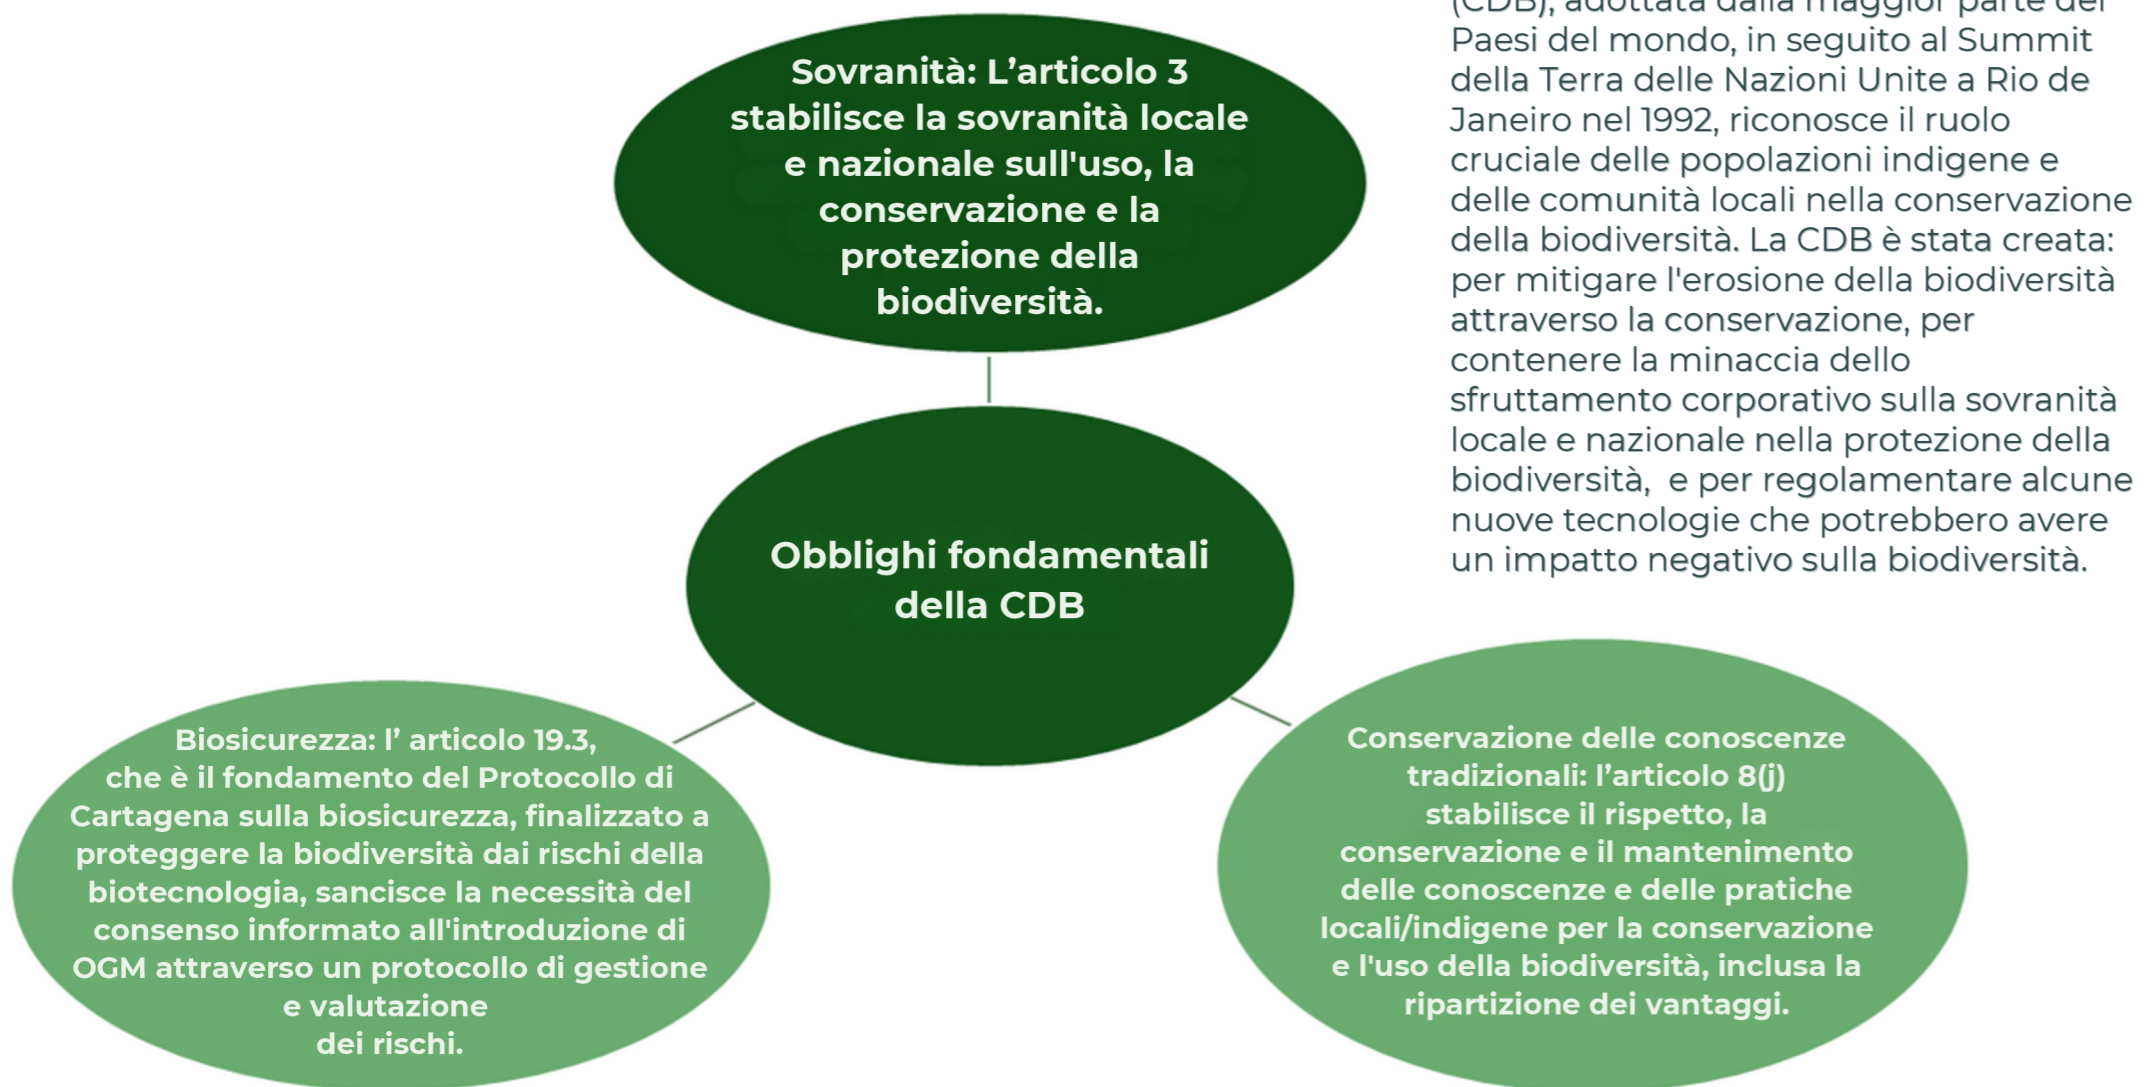 Sovranità: L’articolo 3
stabilisce la sovranità locale
e nazionale sull'uso, la
conservazione e la
protezione della
biodiversità.
(CDB), adottata dalla maggior parte dei
Paesi del mondo, in seguito al Summit
della Terra delle Nazioni Unite a Rio de
Janeiro nel 1992, riconosce il ruolo
cruciale delle popolazioni indigene e
delle comunità locali nella conservazione
della biodiversità. La CDB è stata creata:
per mitigare l'erosione della biodiversità
attraverso la conservazione, per
contenere la minaccia dello
sfruttamento corporativo sulla sovranità
locale e nazionale nella protezione della
biodiversità,  e per regolamentare alcune
nuove tecnologie che potrebbero avere
un impatto negativo sulla biodiversità.
Obblighi fondamentali
della CDB
Biosicurezza: l’ articolo 19.3,
che è il fondamento del Protocollo di
Cartagena sulla biosicurezza, finalizzato a
proteggere la biodiversità dai rischi della
biotecnologia, sancisce la necessità del
consenso informato all'introduzione di
OGM attraverso un protocollo di gestione
e valutazione
dei rischi.
Conservazione delle conoscenze
tradizionali: l’articolo 8(j)
stabilisce il rispetto, la
conservazione e il mantenimento
delle conoscenze e delle pratiche
locali/indigene per la conservazione
e l'uso della biodiversità, inclusa la
ripartizione dei vantaggi.